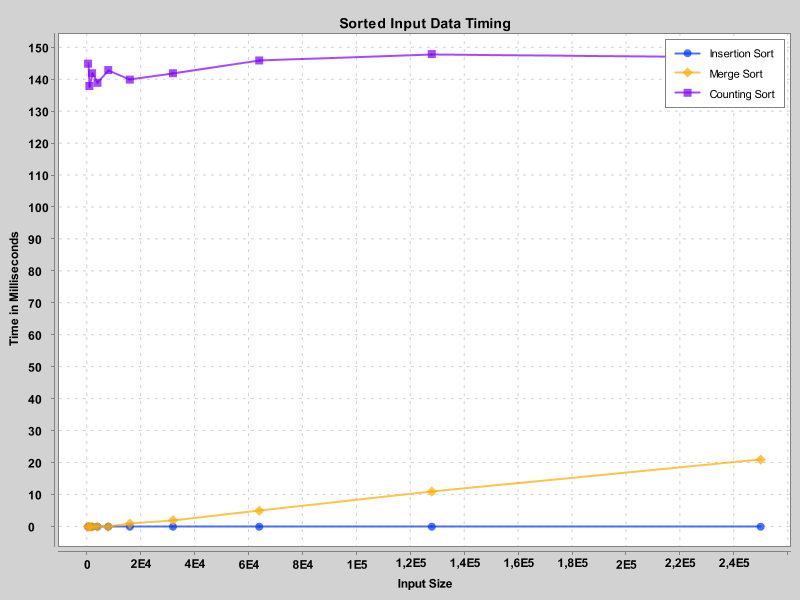 Sorted Input Data Timing
150
140
130
120
110
100
90
80
70
60
50
40
30
20
10
0
Time in Milliseconds
Insertion Sort
Merge Sort
Counting Sort
0 2E4 4E4 6E4 8E4 1E5 1,2E5 1,4E5 1,6E5 1,8E5 2E5 2,2E5 2,4E5
Input Size